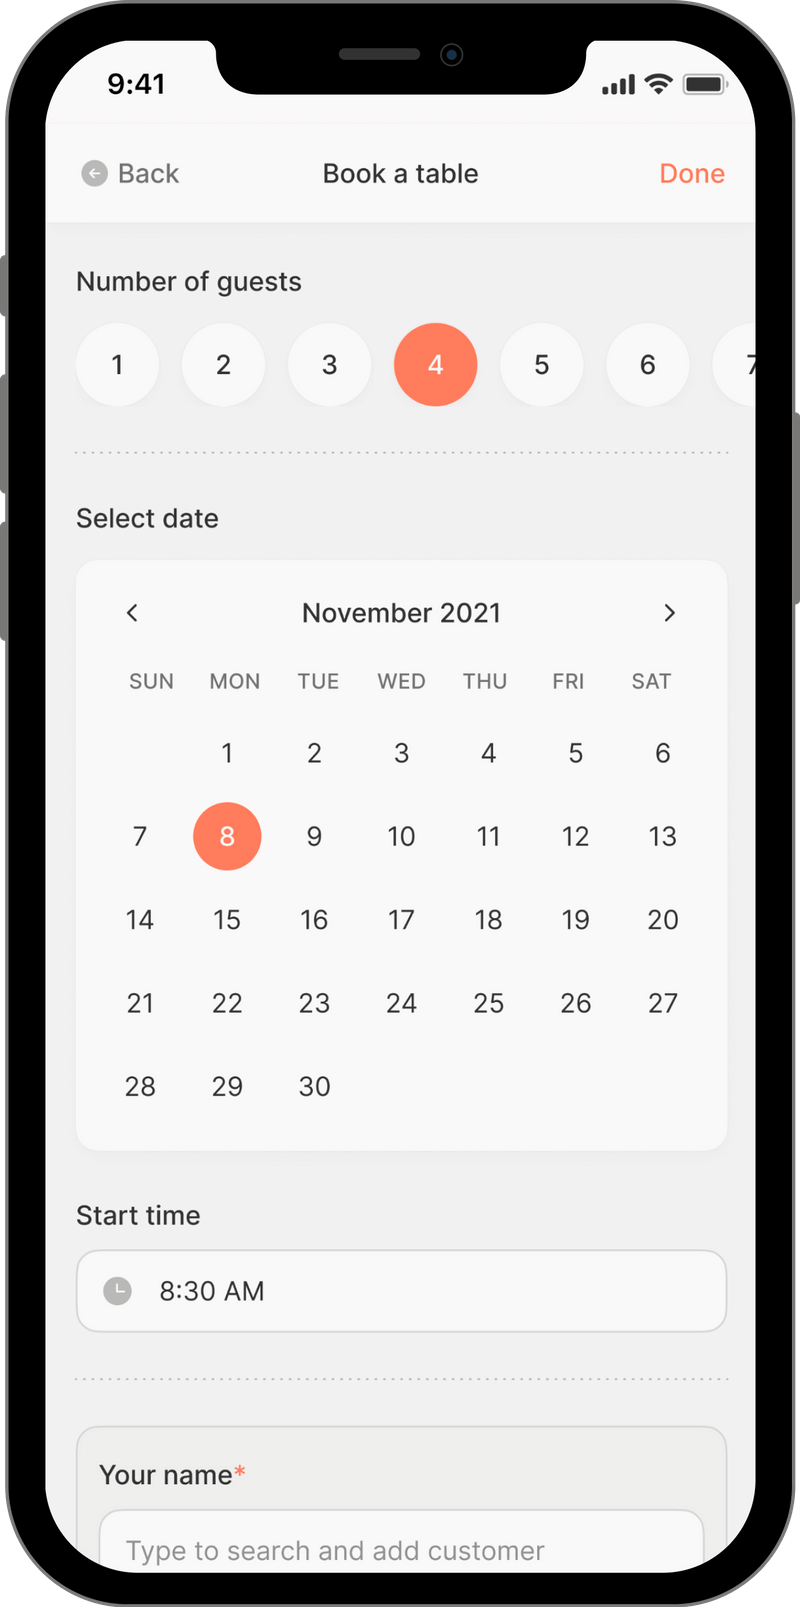 9:41
Back Book a table Done
Number of guests
1 2 3 4 5 6 7
Select date
November 2021
SUN MON TUE WED THU FRI SAT
1 2 3 4 5 6
7 8 9 10 11 12 13
14 15 16 17 18 19 20
21 22 23 24 25 26 27
28 29 30
Start time
8:30 AM
Your name*
Type to search and add customer